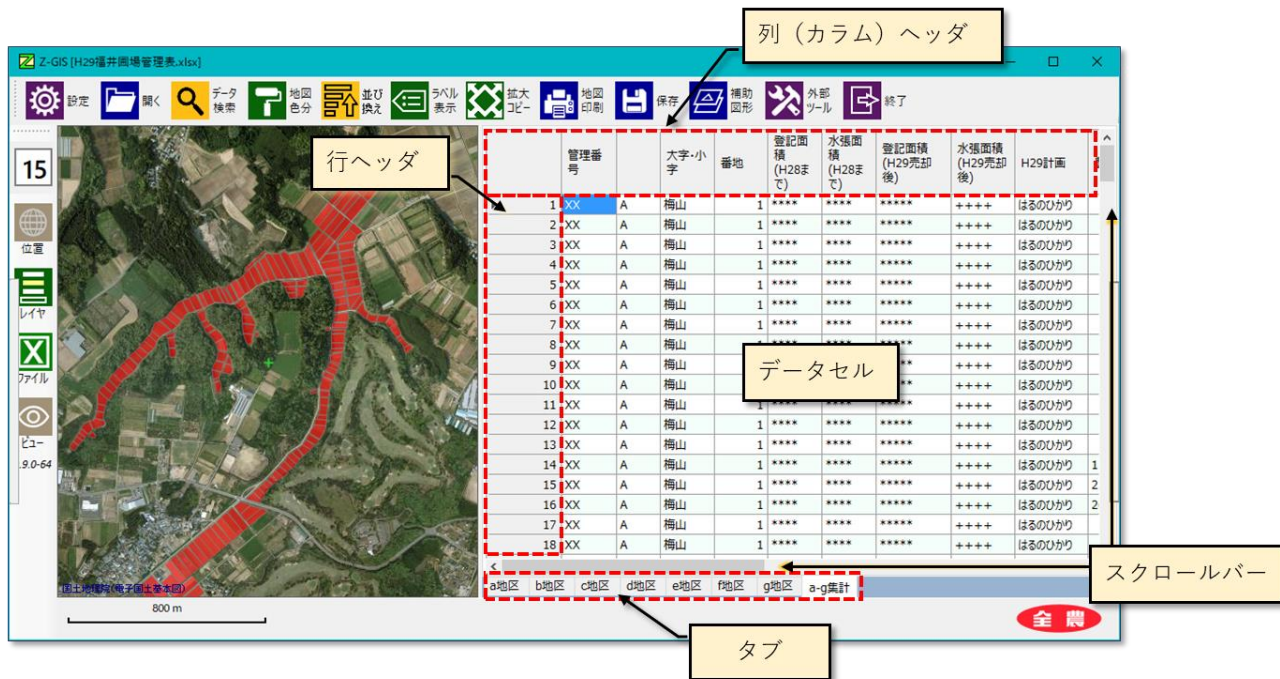 列（カラム）ヘッダ
Z-GIS [H29福井圃場管理表.xlsx]
設定 開く データ検索 地図色分 並び換え ラベル表示 拡大コピー 地図印刷 保存 補助図形 外部ツール 終了
行ヘッダ
15
位置
レイヤ
ファイル
ビュー
.9.0-64
管理番号 大字・小字 番地 登記面積(H28まで) 水張面積(H28まで) 登記面積(H29売却後) 水張面積(H29売却後) H29計画
1 XX A 梅山 1 **** **** ***** ++++ はるのひかり
2 XX A 梅山 1 **** **** ***** ++++ はるのひかり
3 XX A 梅山 1 **** **** ***** ++++ はるのひかり
4 XX A 梅山 1 **** **** ***** ++++ はるのひかり
5 XX A 梅山 1 **** **** ***** ++++ はるのひかり
6 XX A 梅山 1 **** **** ***** ++++ はるのひかり
7 XX A 梅山 1 **** **** ***** ++++ はるのひかり
8 XX A 梅山 1 **** **** ***** ++++ はるのひかり
9 XX A 梅山 ++++ はるのひかり
データセル
10 XX A 梅山 ++++ はるのひかり
11 XX A 梅山 1 **** **** ***** ++++ はるのひかり
12 XX A 梅山 1 **** **** ***** ++++ はるのひかり
13 XX A 梅山 1 **** **** ***** ++++ はるのひかり
14 XX A 梅山 1 **** **** ***** ++++ はるのひかり 1
15 XX A 梅山 1 **** **** ***** ++++ はるのひかり 2
16 XX A 梅山 1 **** **** ***** ++++ はるのひかり 2
17 XX A 梅山 1 **** **** ***** ++++ はるのひかり
18 XX A 梅山 1 **** **** ***** ++++ はるのひかり
スクロールバー
国土地理院(電子国土基本図)
a地区 b地区 c地区 d地区 e地区 f地区 g地区 a-g集計
800 m
全農
タブ